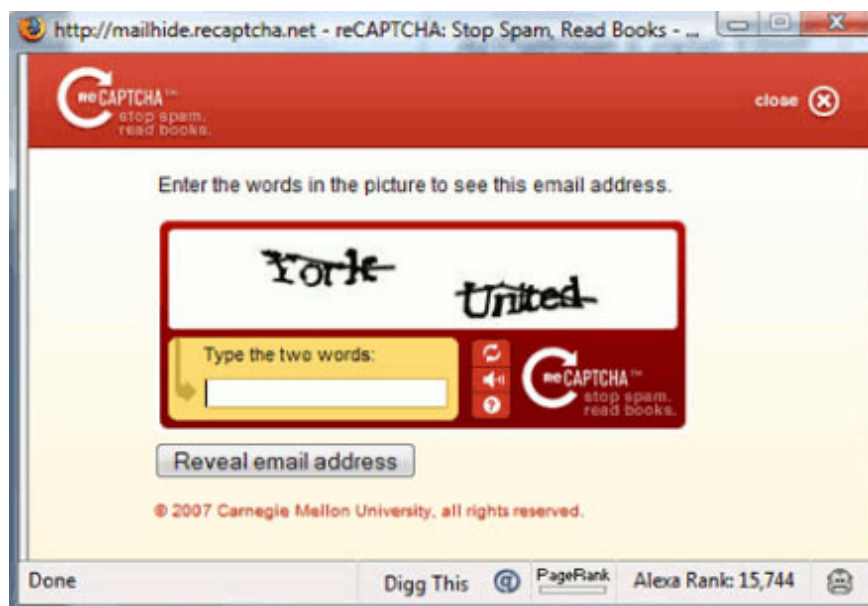 http://mailhide.recaptcha.net - reCAPTCHA: Stop Spam, Read Books - ...
reCAPTCHA™
stop spam.
read books.
close
Enter the words in the picture to see this email address.
York United
Type the two words:
reCAPTCHA™
stop spam.
read books.
Reveal email address
© 2007 Carnegie Mellon University, all rights reserved.
Done Digg This @ PageRank Alexa Rank: 15,744